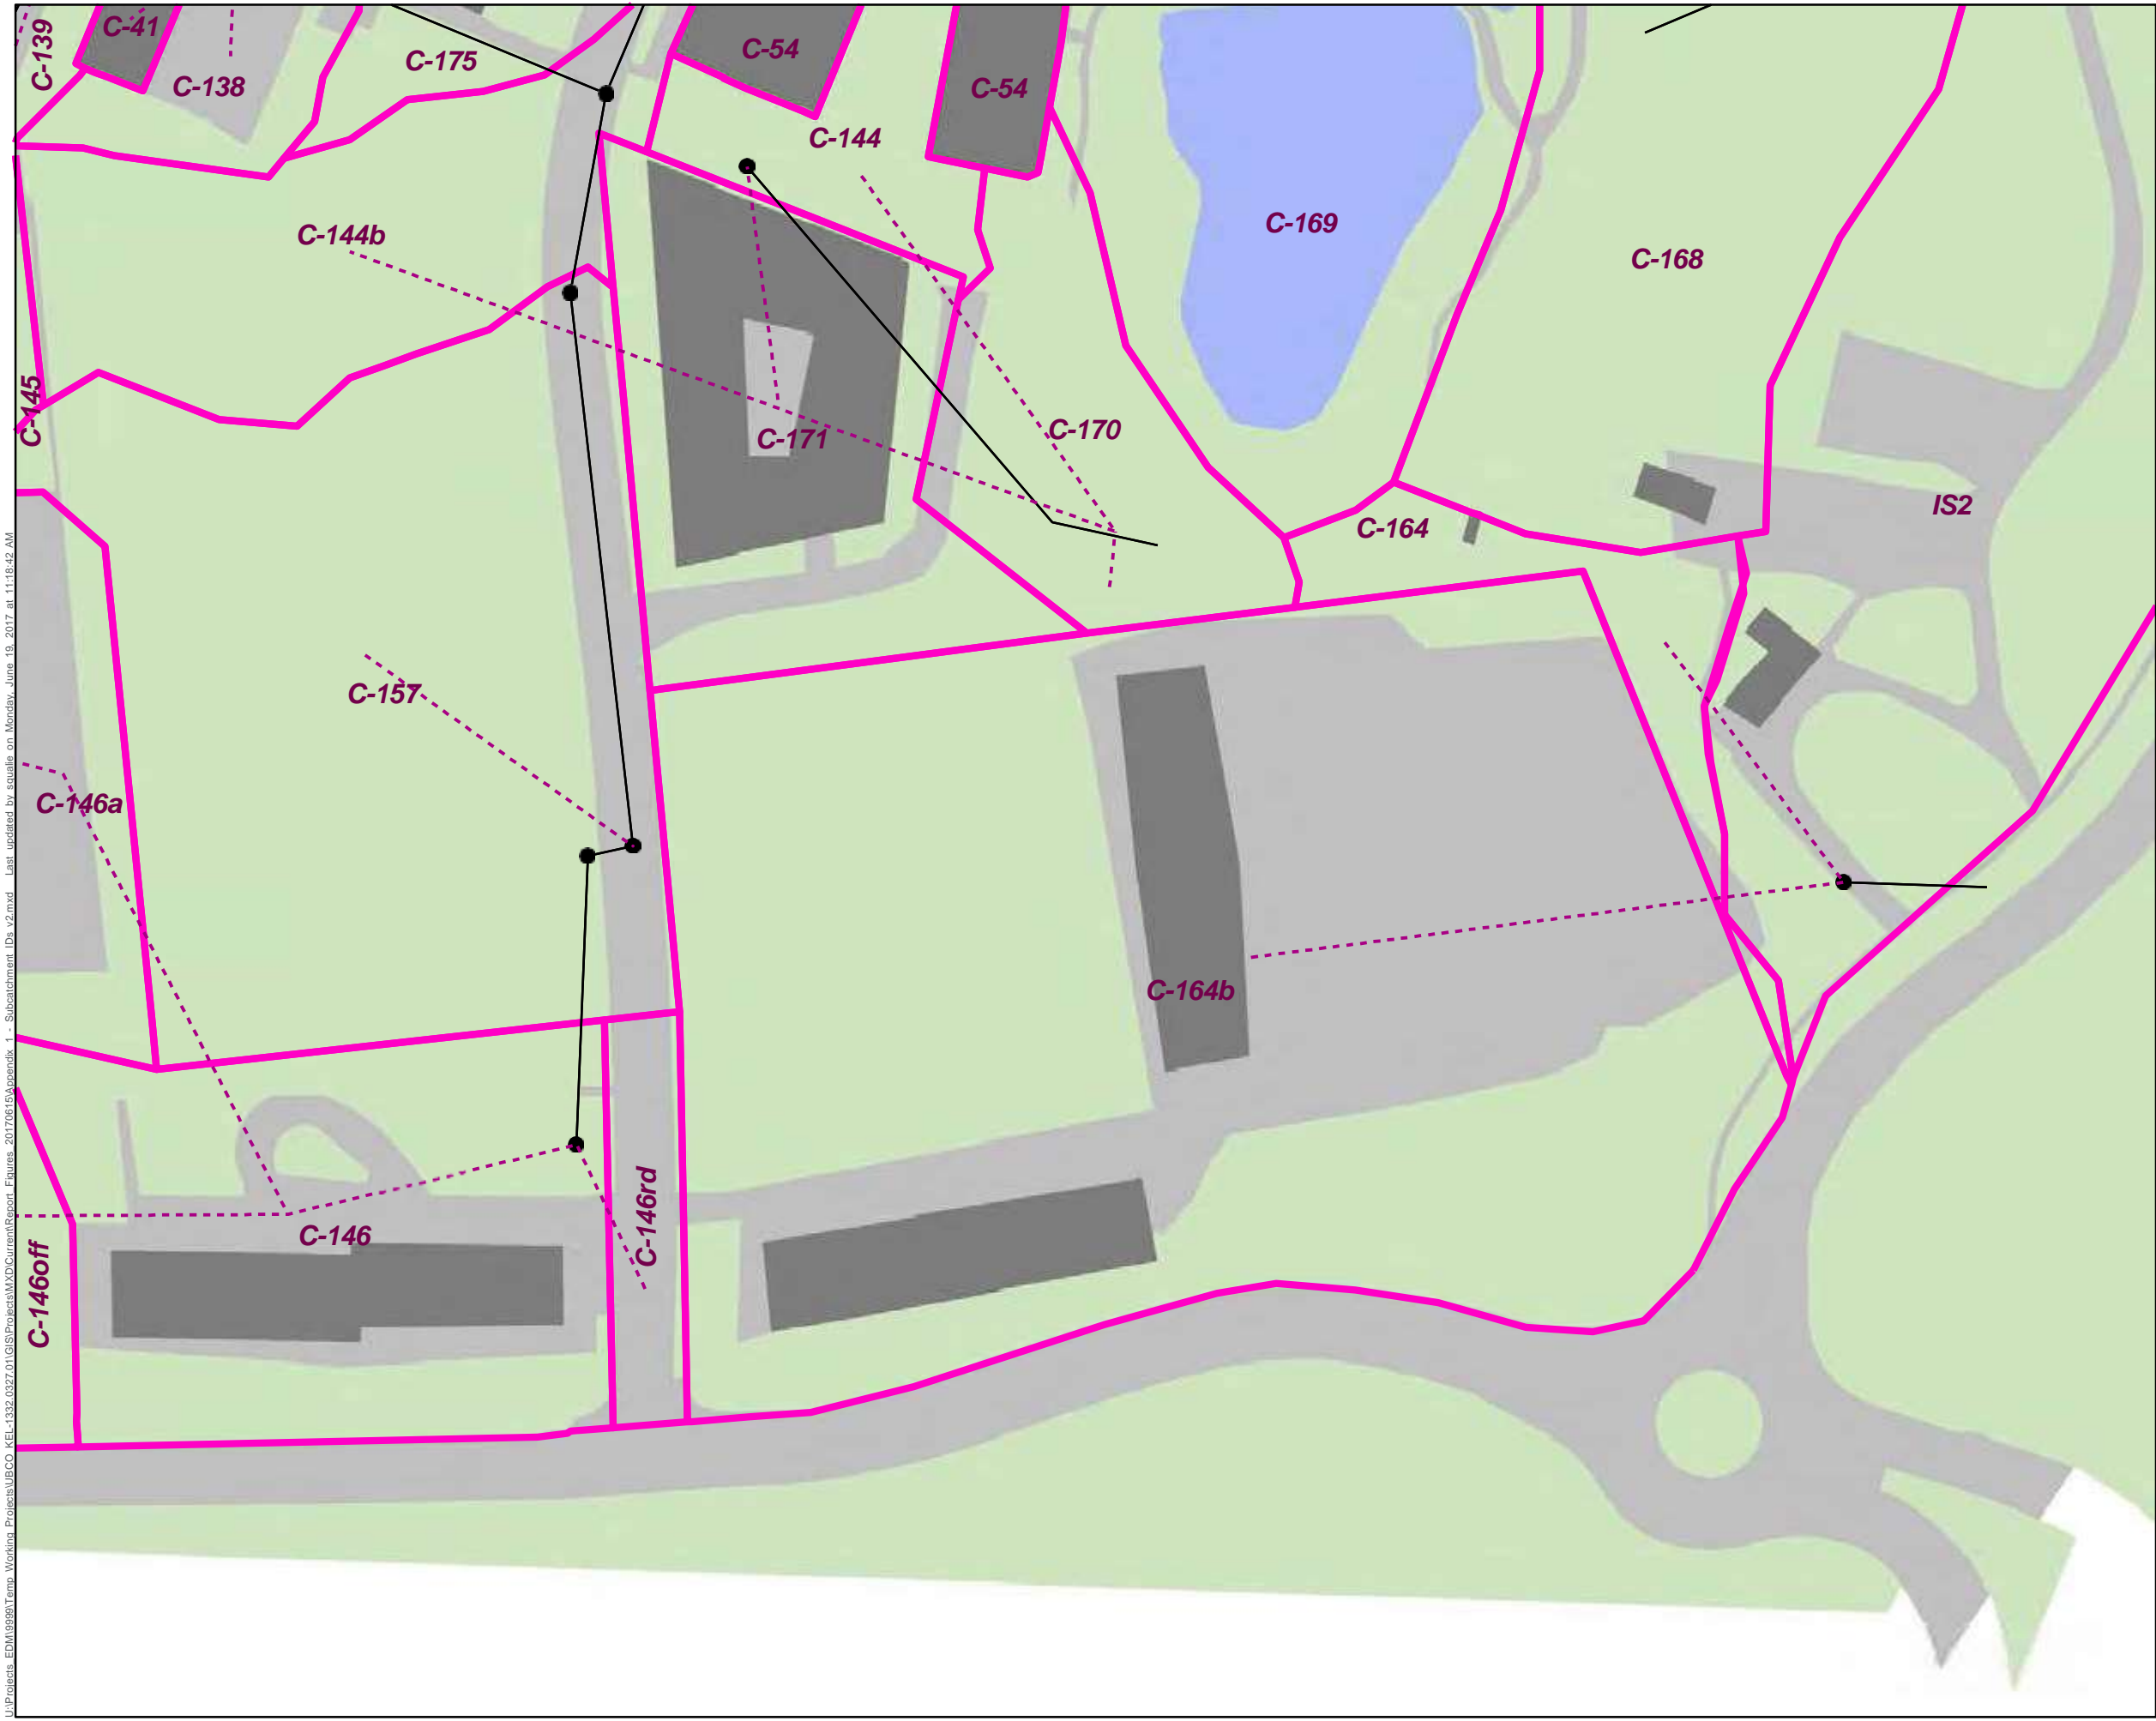 C-139
C-41
C-138
C-175
C-54
C-54
C-144
C-169
C-168
C-144b
C-145
C-171
C-170
C-164
IS2
C-157
C-146a
C-164b
C-146
C-146rd
C-146off
U:\Projects_EDM\9999\Temp_Working_Projects\UBCO_KEL-1332.0327.01\GIS\Projects\MXD\Current\Report_Figures_20170615\Appendix_1_-_Subcatchment_IDs_v2.mxd Last updated by squalie on Monday, June 19, 2017 at 11:18:42 AM